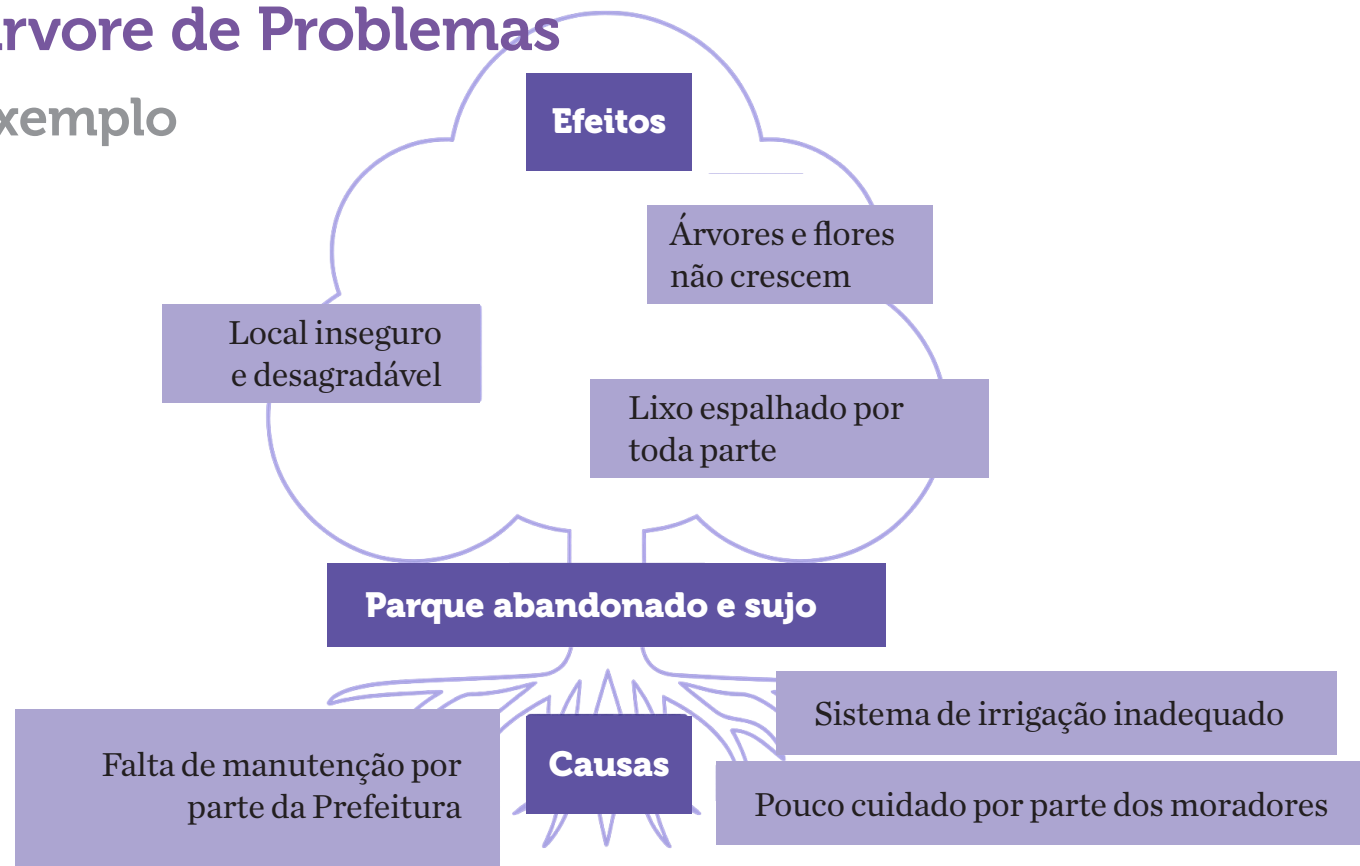 rvore de Problemas
xemplo
Efeitos
Árvores e flores
não crescem
Local inseguro
e desagradável
Lixo espalhado por
toda parte
Parque abandonado e sujo
Sistema de irrigação inadequado
Falta de manutenção por
parte da Prefeitura
Causas
Pouco cuidado por parte dos moradores